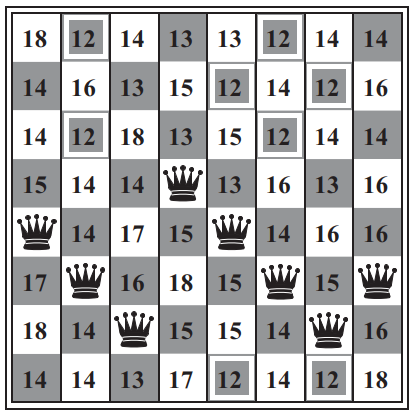 18 12 14 13 13 12 14 14
14 16 13 15 12 14 12 16
14 12 18 13 15 12 14 14
15 14 14 13 16 13 16
14 17 15 14 16 16
17 16 18 15 15
18 14 15 15 14 16
14 14 13 17 12 14 12 18